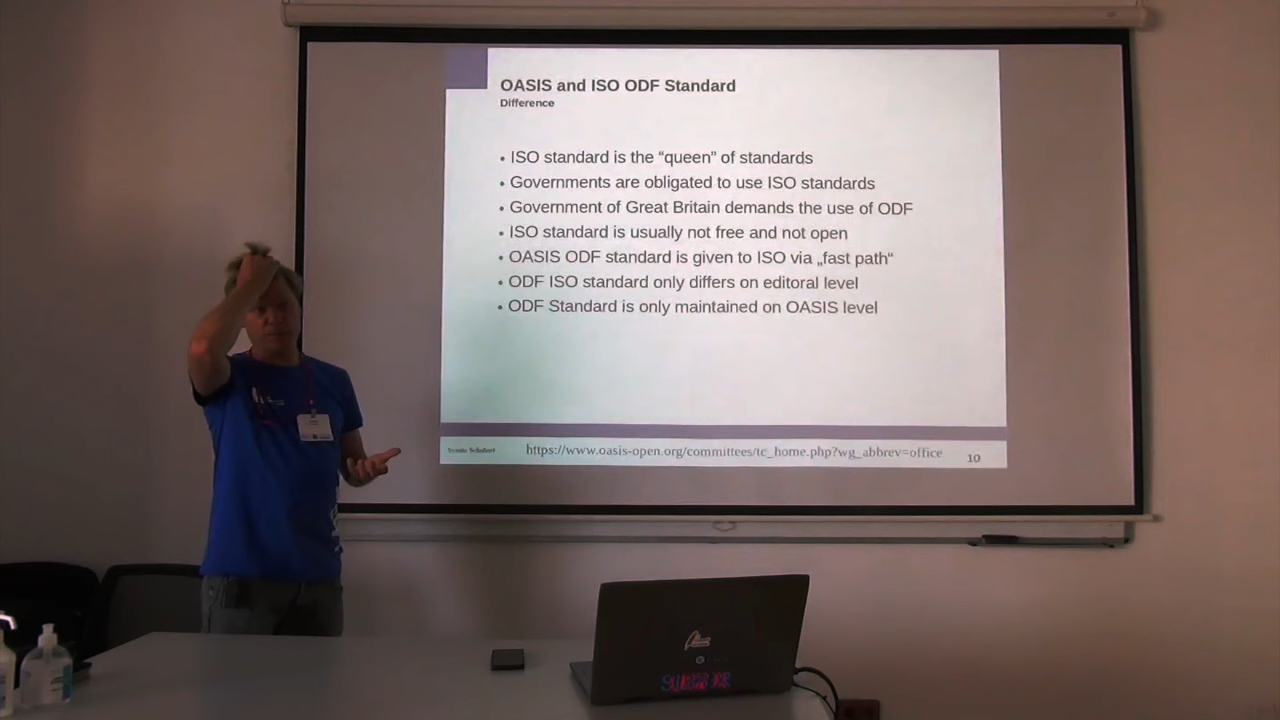 OASIS and ISO ODF Standard
Difference
• ISO standard is the “queen” of standards
• Governments are obligated to use ISO standards
• Government of Great Britain demands the use of ODF
• ISO standard is usually not free and not open
• OASIS ODF standard is given to ISO via „fast path“
• ODF ISO standard only differs on editoral level
• ODF Standard is only maintained on OASIS level
https://www.oasis-open.org/committees/tc_home.php?wg_abbrev=office
10